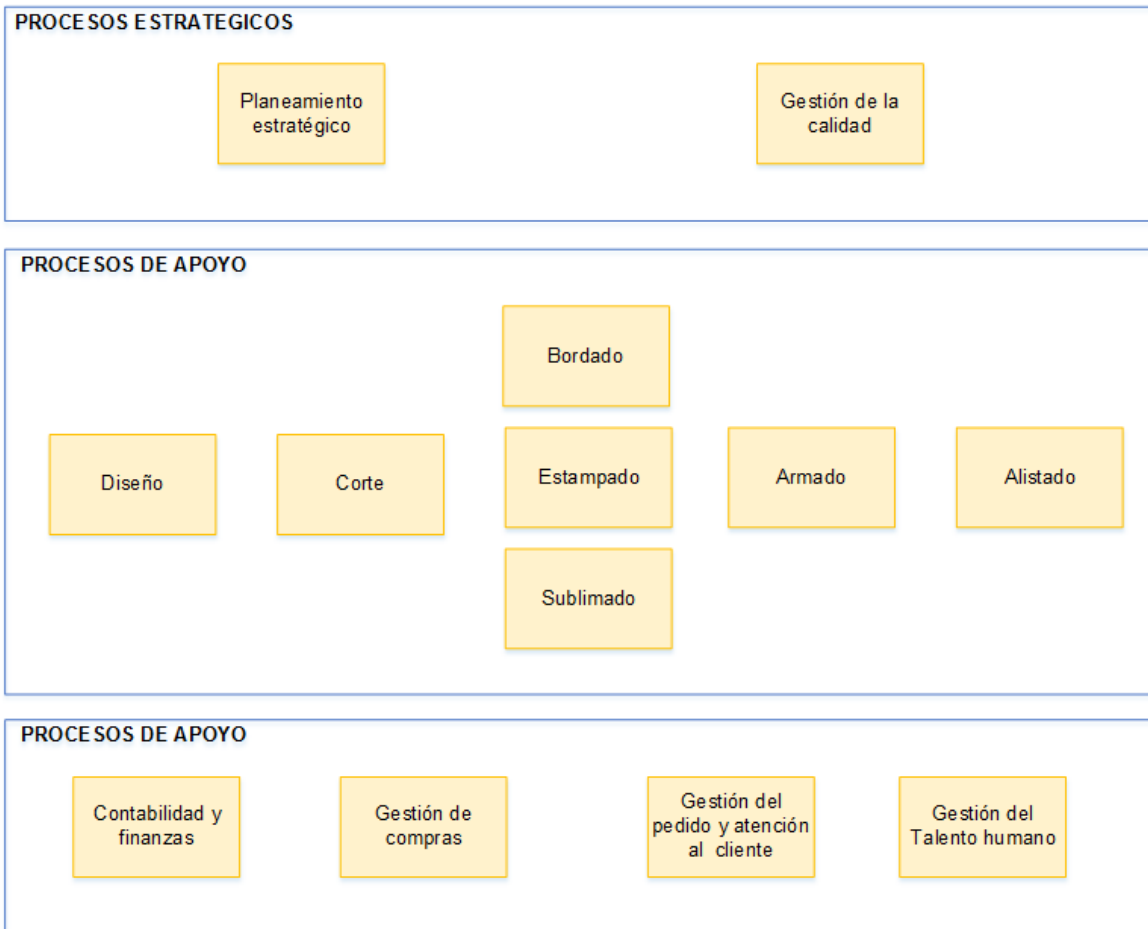 PROCESOS ESTRATEGICOS
Planeamiento
estratégico
Gestión de la
calidad
PROCESOS DE APOYO
Bordado
Diseño
Corte
Estampado
Armado
Alistado
Sublimado
PROCESOS DE APOYO
Contabilidad y
finanzas
Gestión de
compras
Gestión del
pedido y atención
al cliente
Gestión del
Talento humano